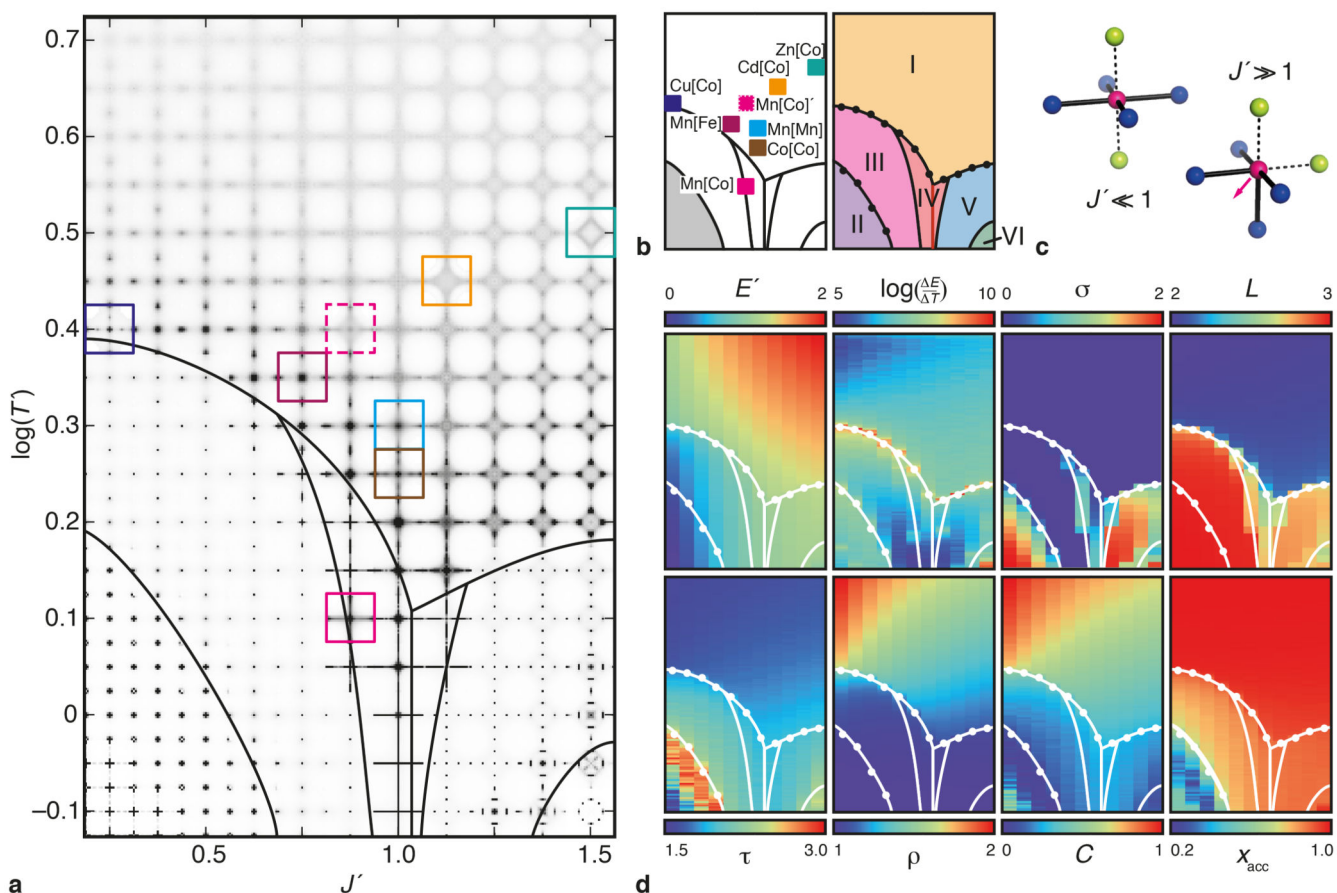 0.7
0.6
0.5
0.4
0.3
0.2
0.1
0
−0.1
log(T′)
0.5
1.0
1.5
J′
a
Zn[Co]
Cd[Co]
Cu[Co]
Mn[Co]′
Mn[Fe]
Mn[Mn]
Co[Co]
Mn[Co]
b
I
II
III
IV
V
VI
J′ ≫ 1
J′ ≪ 1
c
0 E′ 2
5 log(ΔE/ΔT) 10
0 σ 2
2 L 3
1.5 τ 3.0
1 ρ 2
0 C 1
0.2 xacc 1.0
d